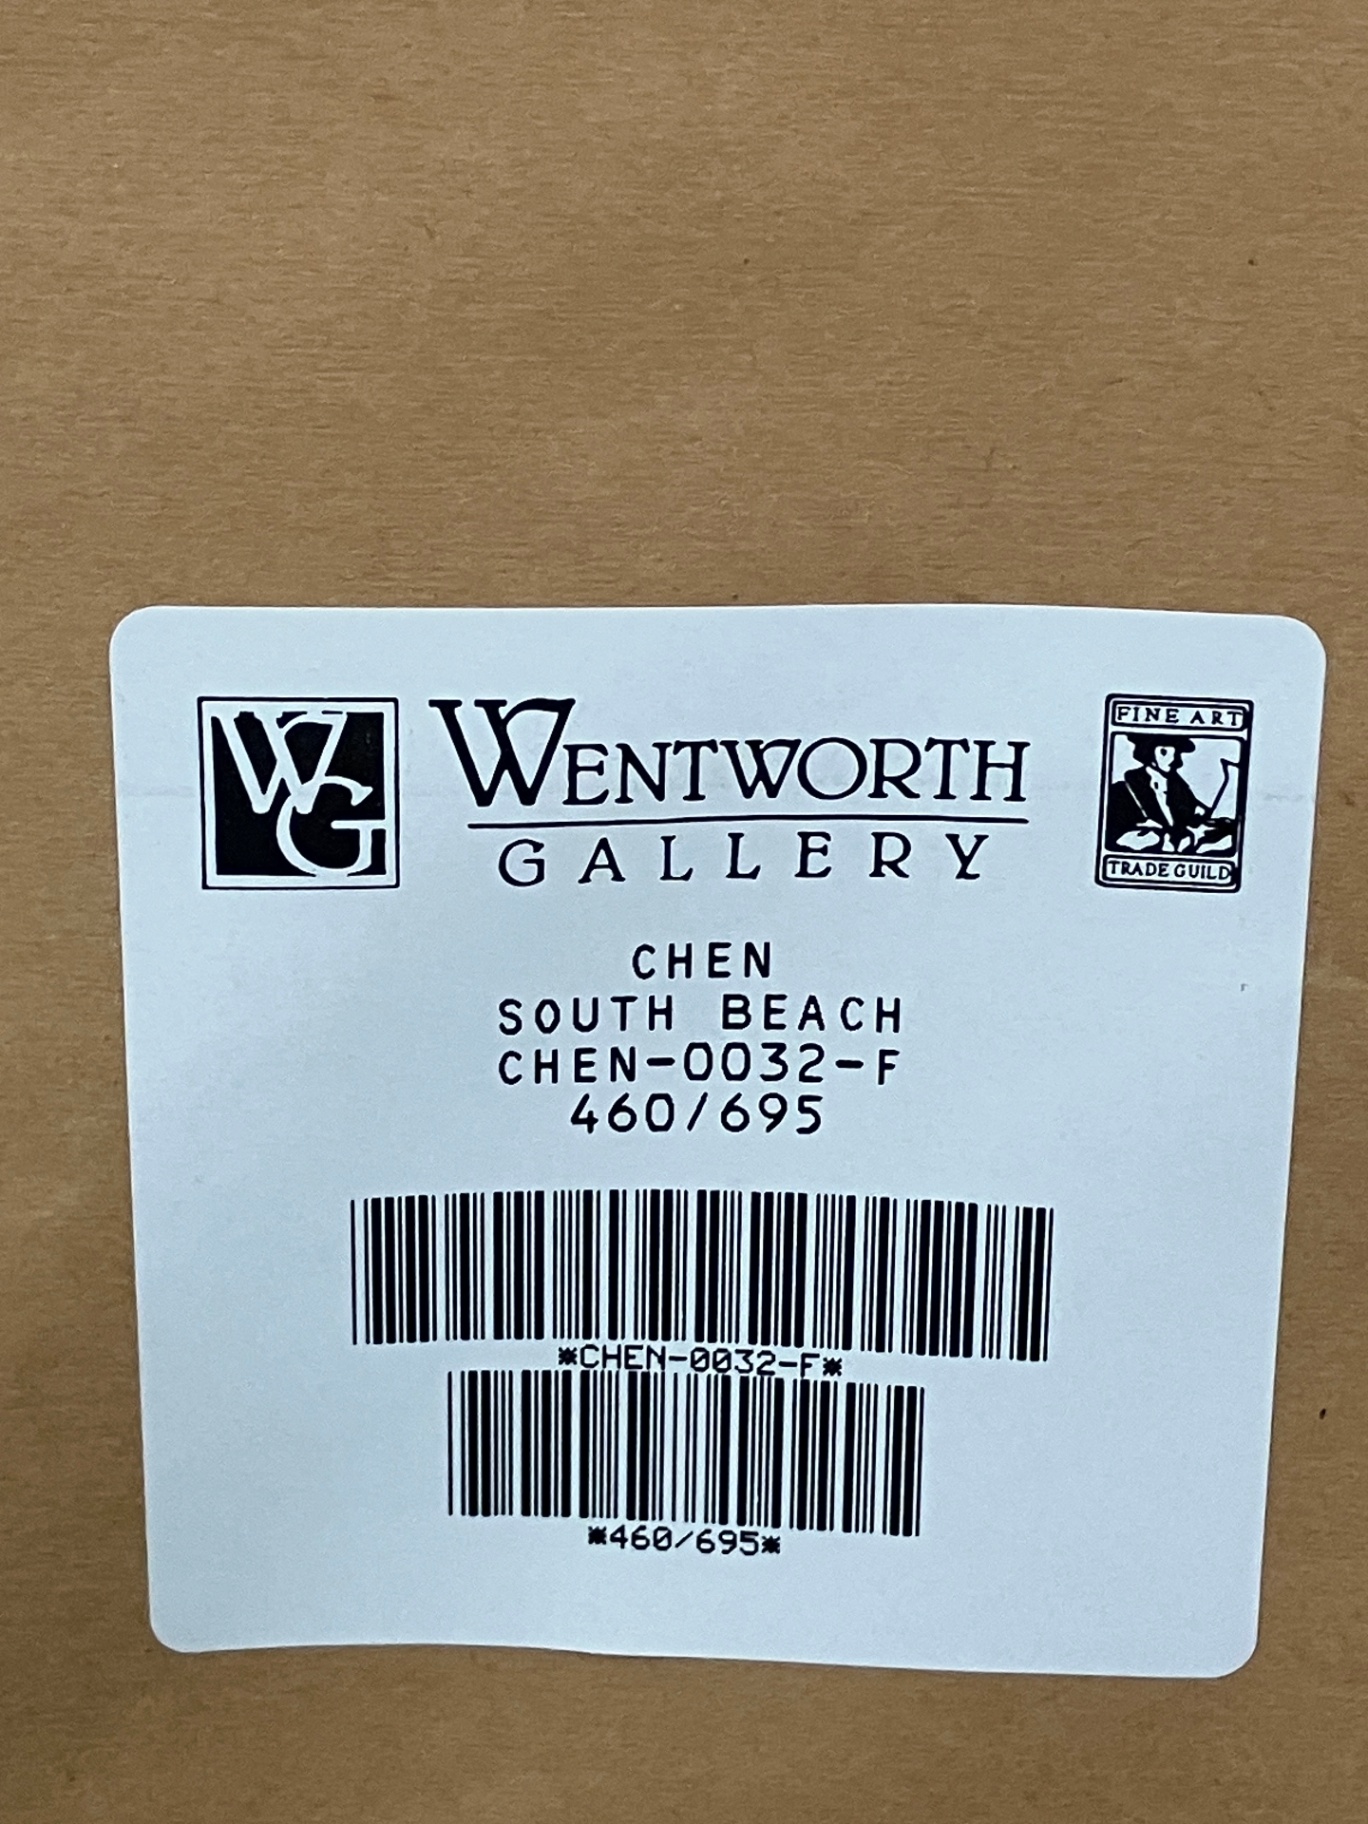 WG
WENTWORTH
GALLERY
FINE ART
TRADE GUILD
CHEN
SOUTH BEACH
CHEN-0032-F
460/695
*CHEN-0032-F*
*460/695*